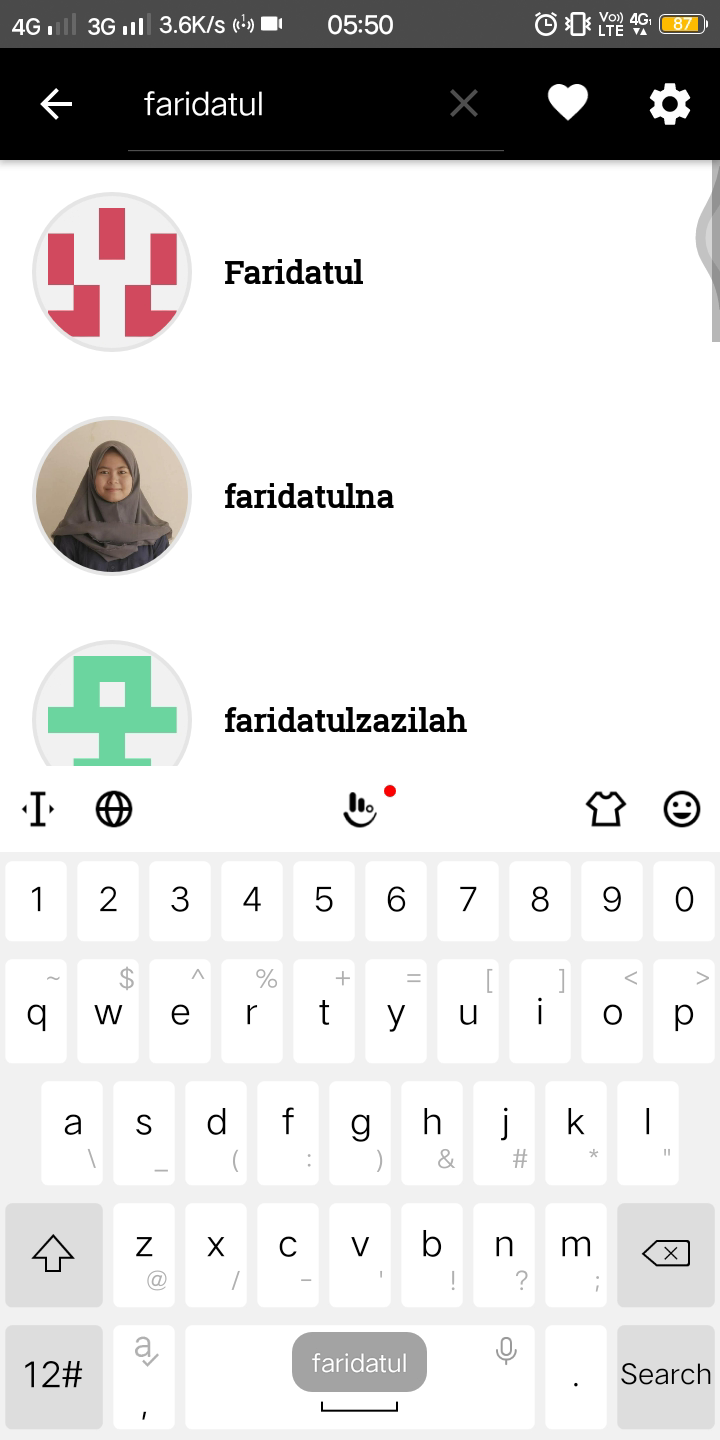 4G 3G 3.6K/s 05:50 Vo)) LTE 4G1 87
faridatul
Faridatul
faridatulna
faridatulzazilah
1 2 3 4 5 6 7 8 9 0
~ $ ^ % + = [ ] < >
q w e r t y u i o p
a s d f g h j k l
\ _ ( : ) & # * "
z x c v b n m
@ / - ' ! ? ;
12# a , faridatul . Search